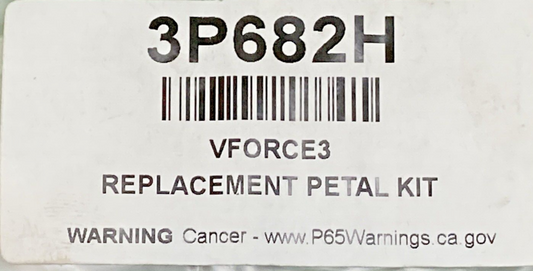 3P682H
VFORCE3
REPLACEMENT PETAL KIT
WARNING Cancer - www.P65Warnings.ca.gov